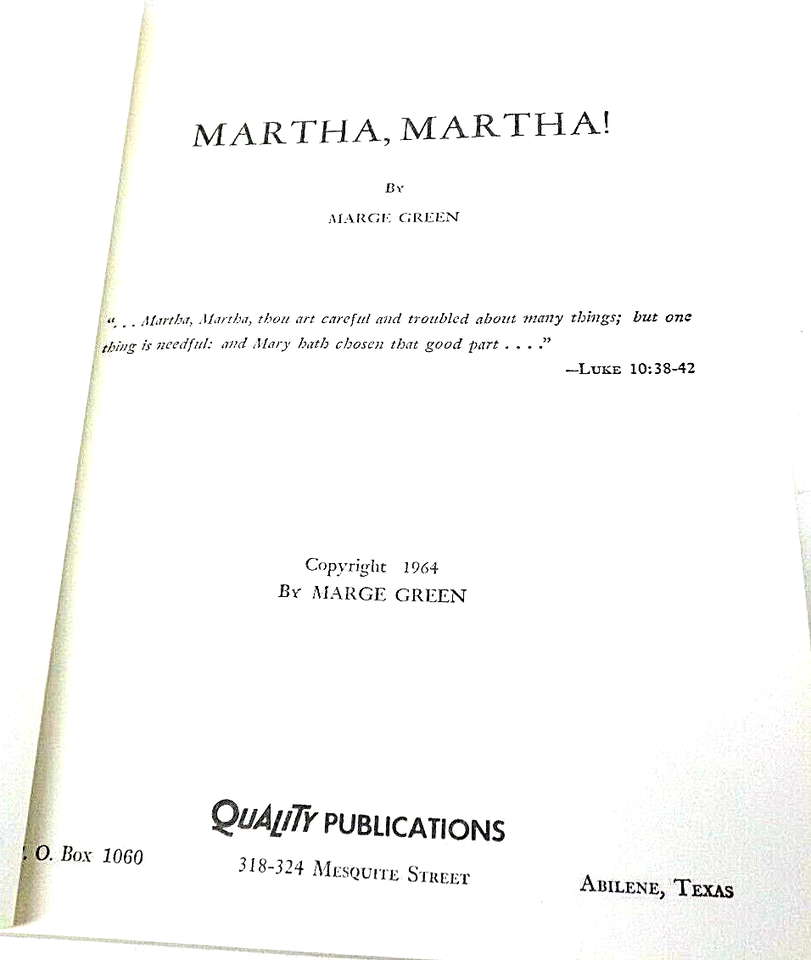 MARTHA, MARTHA!
BY
MARGE GREEN
“. . . Martha, Martha, thou art careful and troubled about many things; but one
thing is needful: and Mary hath chosen that good part . . . .”
—LUKE 10:38-42
Copyright 1964
BY MARGE GREEN
QUALITY PUBLICATIONS
. O. Box 1060
318-324 MESQUITE STREET
ABILENE, TEXAS